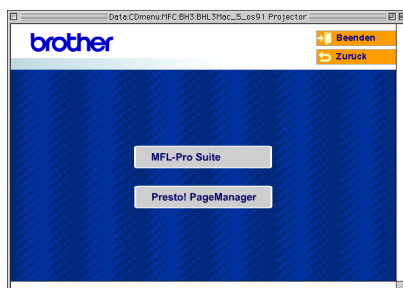 Data:CDmenu:MFC:BH3:BHL3Mac_5_os91 Projector
brother
Beenden
Zurück
MFL-Pro Suite
Presto! PageManager